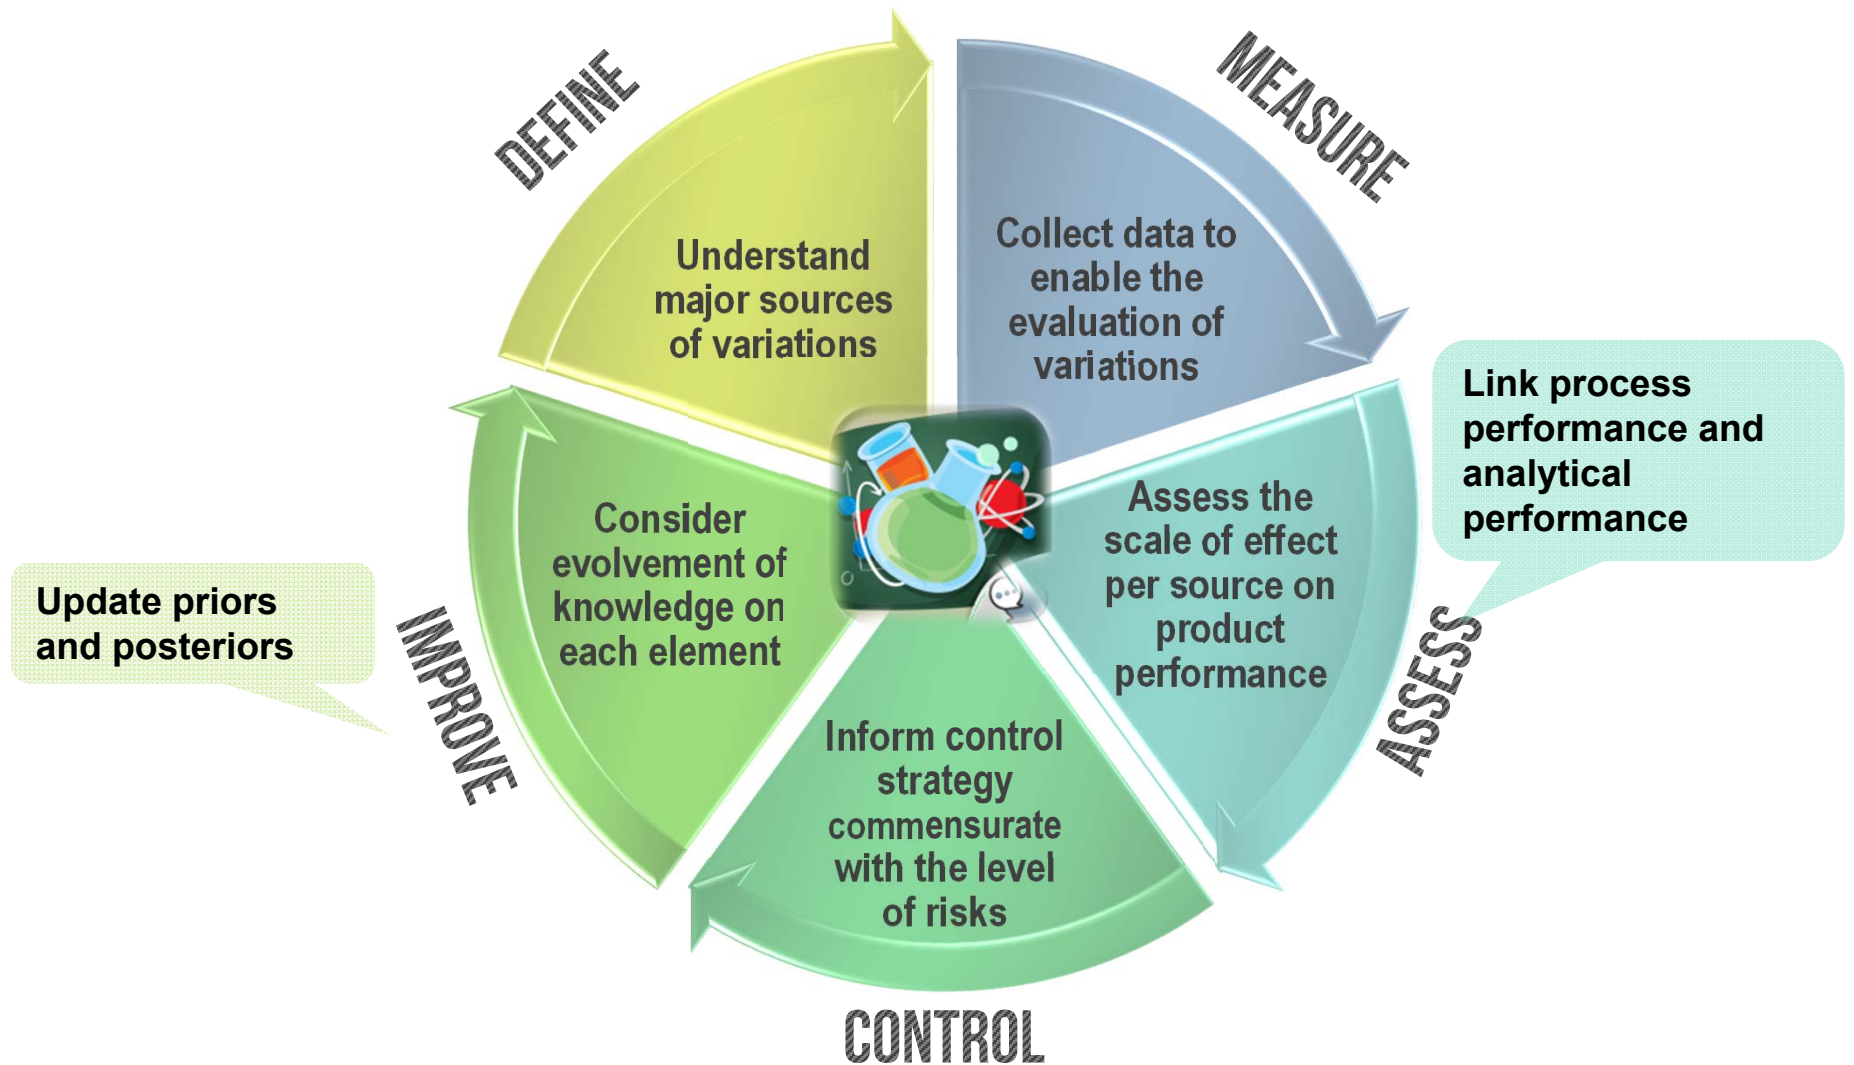 DEFINE
Understand
major sources
of variations
MEASURE
Collect data to
enable the
evaluation of
variations
Link process
performance and
analytical
performance
ASSESS
Assess the
scale of effect
per source on
product
performance
CONTROL
Inform control
strategy
commensurate
with the level
of risks
IMPROVE
Consider
evolvement of
knowledge on
each element
Update priors
and posteriors